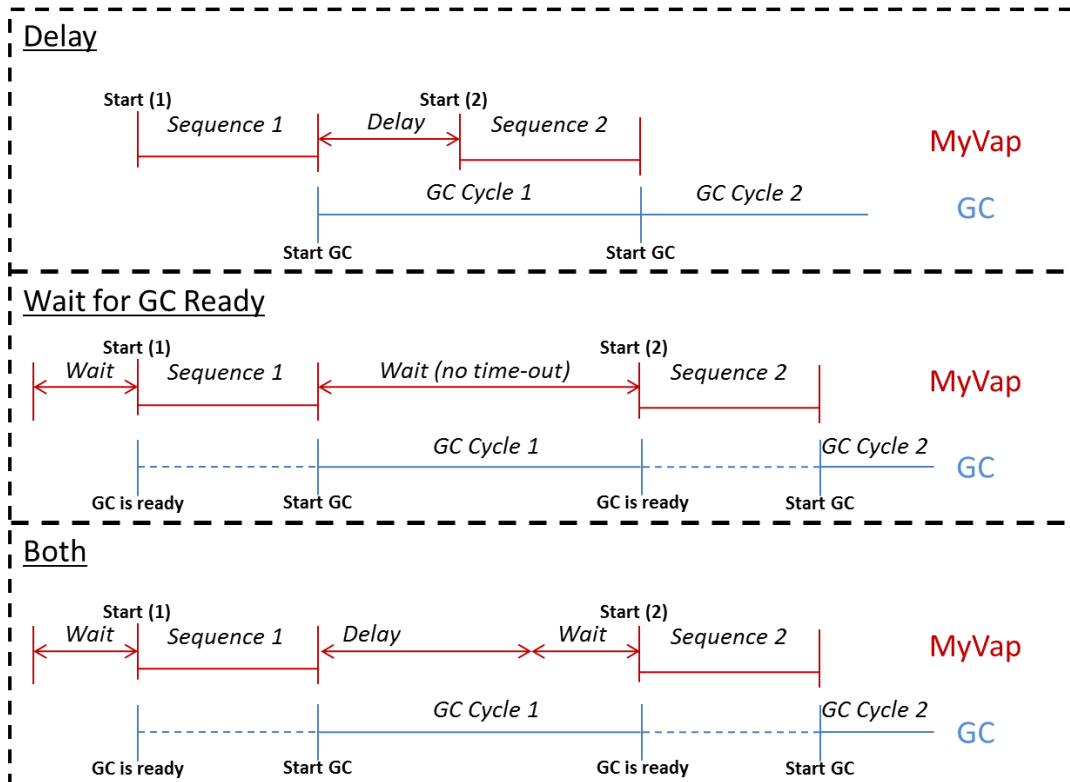 Delay
Start (1) Start (2)
Sequence 1 Delay Sequence 2 MyVap
GC Cycle 1 GC Cycle 2 GC
Start GC Start GC
Wait for GC Ready
Start (1) Start (2)
Wait Sequence 1 Wait (no time-out) Sequence 2 MyVap
GC Cycle 1 GC Cycle 2 GC
GC is ready Start GC GC is ready Start GC
Both
Start (1) Start (2)
Wait Sequence 1 Delay Wait Sequence 2 MyVap
GC Cycle 1 GC Cycle 2 GC
GC is ready Start GC GC is ready Start GC